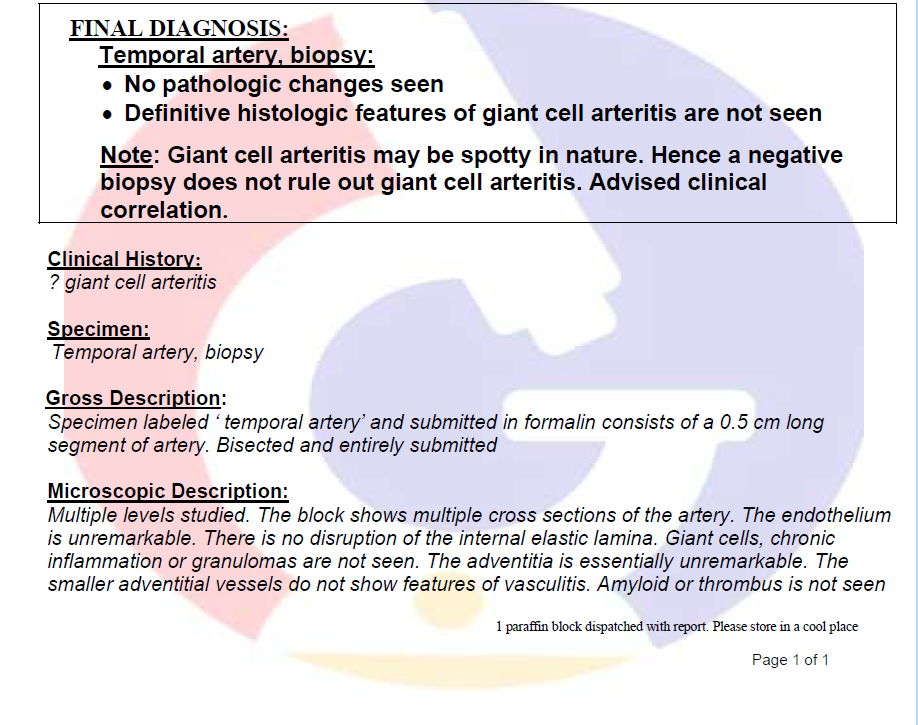 FINAL DIAGNOSIS:
Temporal artery, biopsy:
• No pathologic changes seen
• Definitive histologic features of giant cell arteritis are not seen
Note: Giant cell arteritis may be spotty in nature. Hence a negative
biopsy does not rule out giant cell arteritis. Advised clinical
correlation.
Clinical History:
? giant cell arteritis
Specimen:
Temporal artery, biopsy
Gross Description:
Specimen labeled ‘ temporal artery’ and submitted in formalin consists of a 0.5 cm long
segment of artery. Bisected and entirely submitted
Microscopic Description:
Multiple levels studied. The block shows multiple cross sections of the artery. The endothelium
is unremarkable. There is no disruption of the internal elastic lamina. Giant cells, chronic
inflammation or granulomas are not seen. The adventitia is essentially unremarkable. The
smaller adventitial vessels do not show features of vasculitis. Amyloid or thrombus is not seen
1 paraffin block dispatched with report. Please store in a cool place
Page 1 of 1